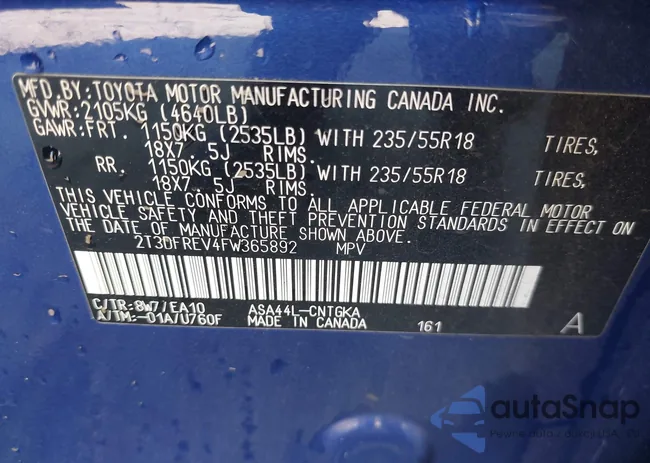 MFD.BY:TOYOTA MOTOR MANUFACTURING CANADA INC.
GVWR:2105KG (4640LB)
GAWR:FRT. 1150KG (2535LB) WITH 235/55R18 TIRES,
18X7. 5J RIMS.
RR. 1150KG (2535LB) WITH 235/55R18 TIRES,
18X7. 5J RIMS.
THIS VEHICLE CONFORMS TO ALL APPLICABLE FEDERAL MOTOR
VEHICLE SAFETY AND THEFT PREVENTION STANDARDS IN EFFECT ON
THE DATE OF MANUFACTURE SHOWN ABOVE.
2T3DFREV4FW365892 MPV
C/TR:8W7/EA10 ASA44L-CNTGKA
A/TM:-01A/U760F MADE IN CANADA 161 A
autaSnap